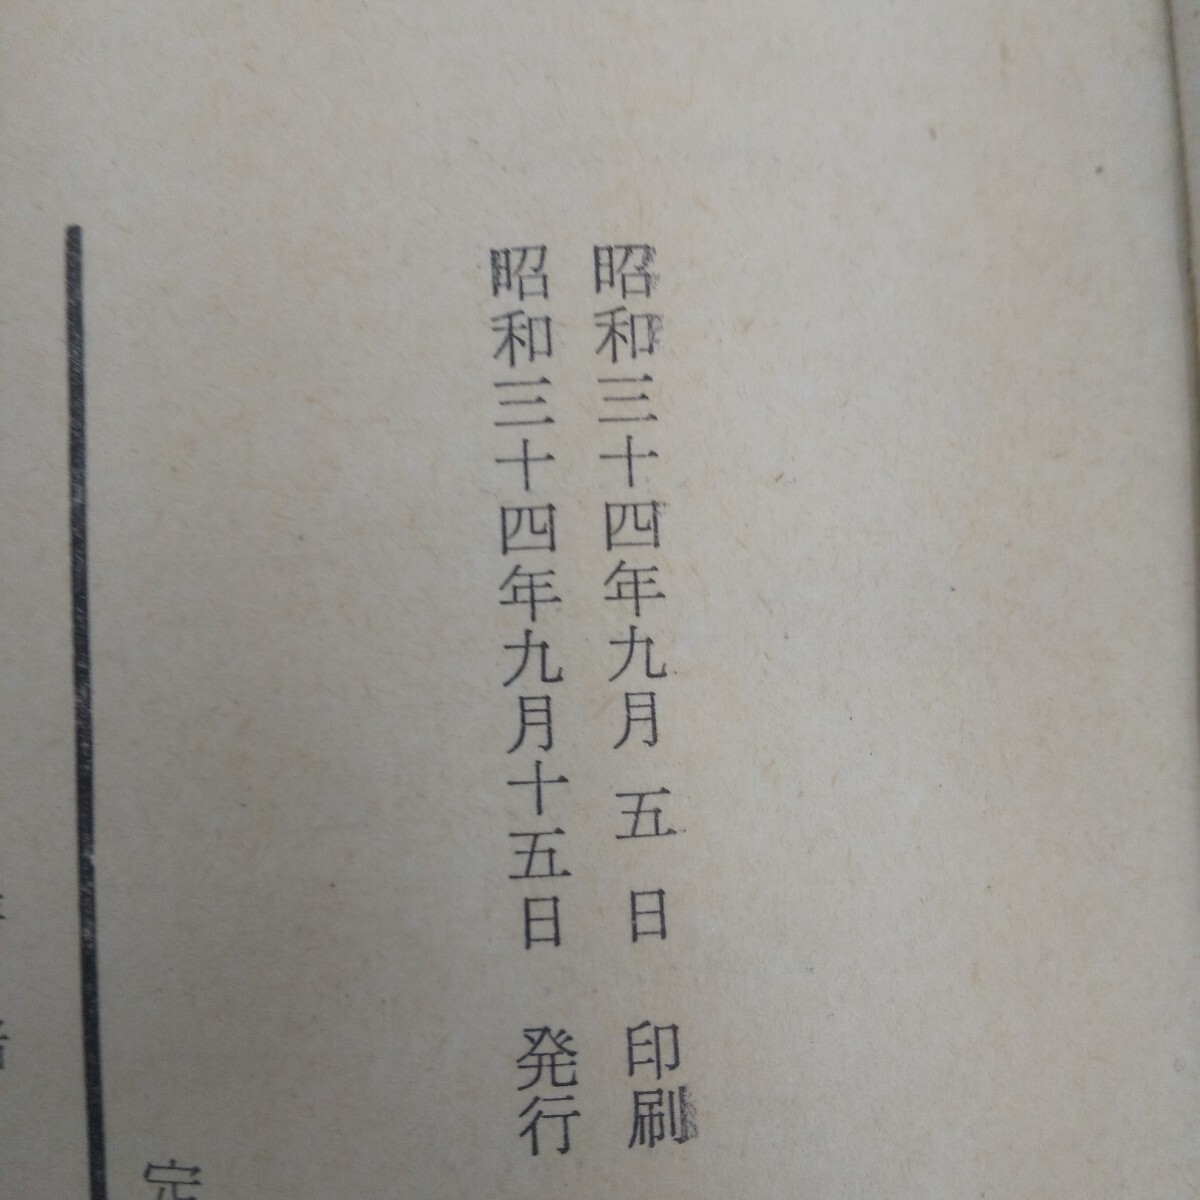 昭和三十四年九月五日 印刷
昭和三十四年九月十五日 発行
定